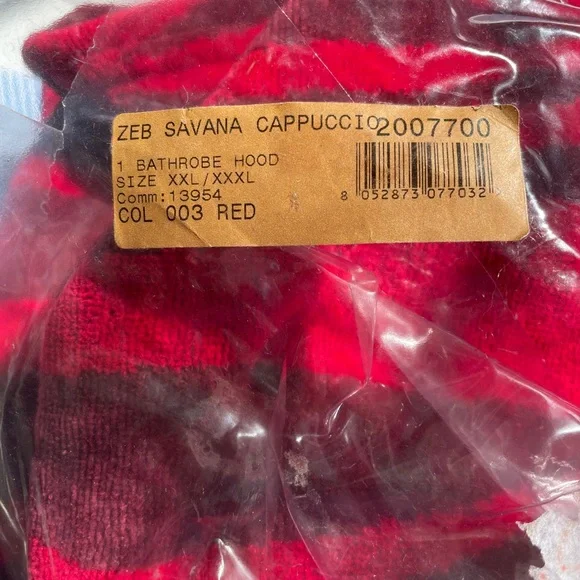 ZEB SAVANA CAPPUCCIO 2007700
1 BATHROBE HOOD
SIZE XXL/XXXL
Comm:13954
COL 003 RED
8 052873 077032 >